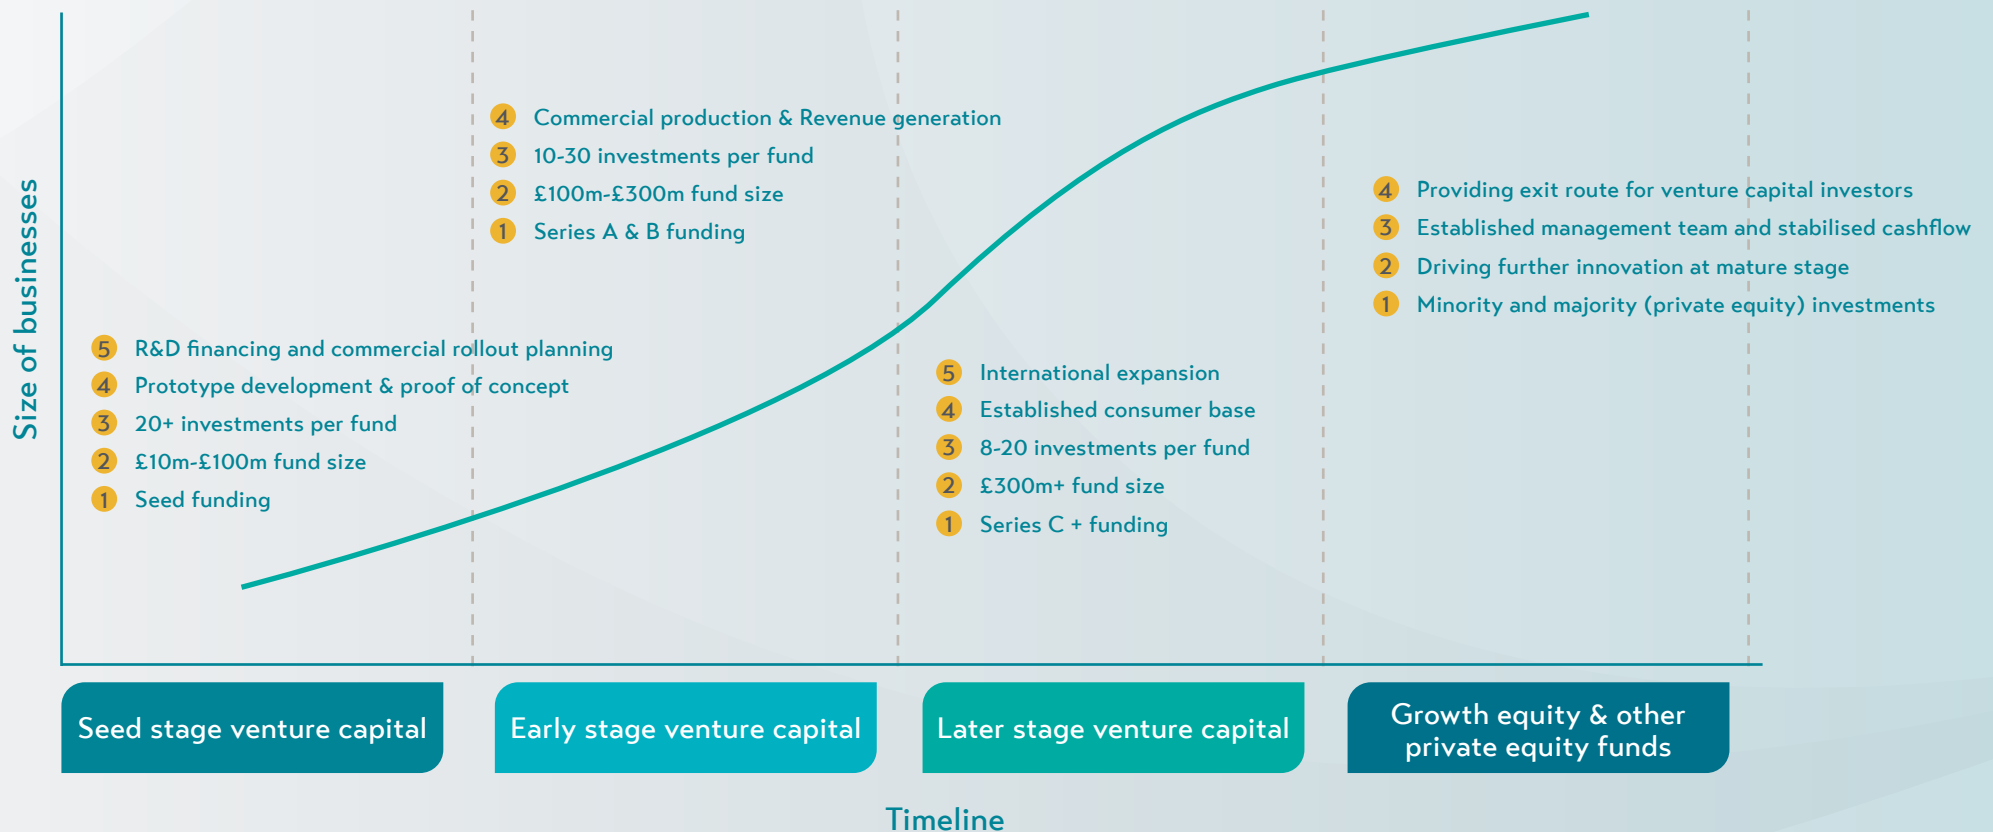 Size of businesses
5 R&D financing and commercial rollout planning
4 Prototype development & proof of concept
3 20+ investments per fund
2 £10m-£100m fund size
1 Seed funding
4 Commercial production & Revenue generation
3 10-30 investments per fund
2 £100m-£300m fund size
1 Series A & B funding
5 International expansion
4 Established consumer base
3 8-20 investments per fund
2 £300m+ fund size
1 Series C + funding
4 Providing exit route for venture capital investors
3 Established management team and stabilised cashflow
2 Driving further innovation at mature stage
1 Minority and majority (private equity) investments
Seed stage venture capital
Early stage venture capital
Later stage venture capital
Growth equity & other
private equity funds
Timeline